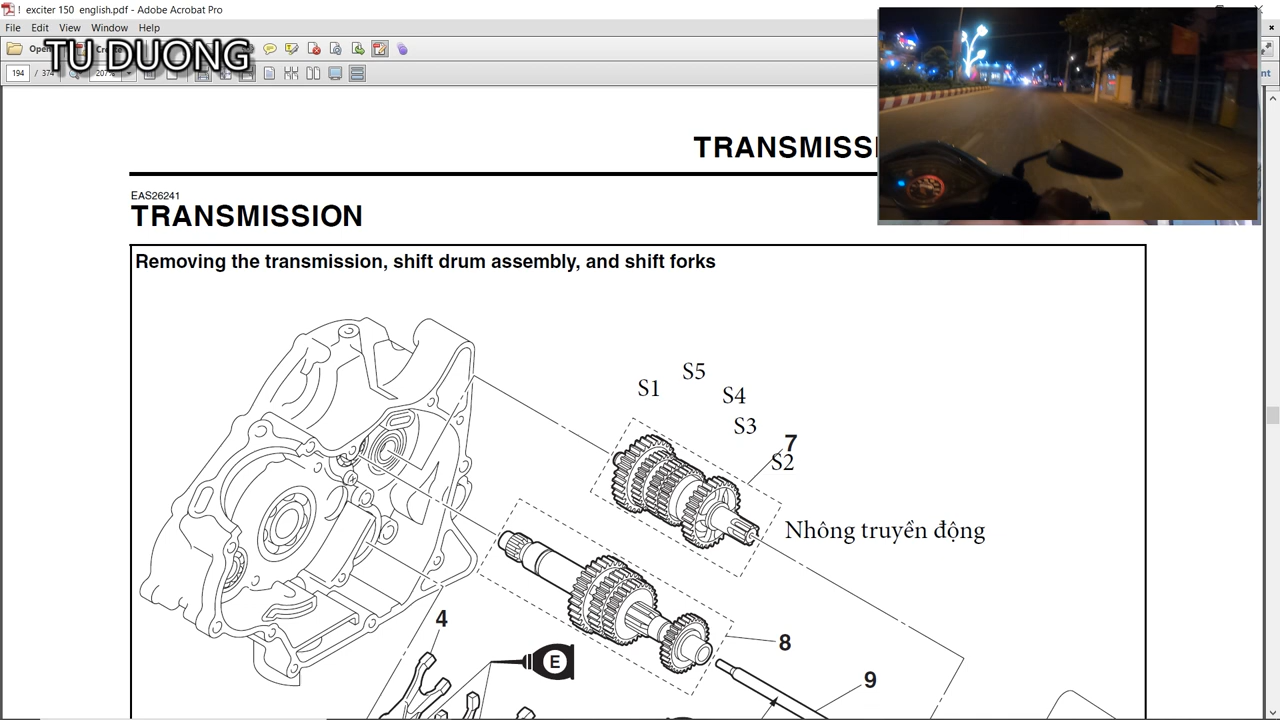 ! exciter 150 english.pdf - Adobe Acrobat Pro
File Edit View Window Help
Open
TU DUONG
194 / 374
207%
TRANSMISSI
EAS26241
TRANSMISSION
Removing the transmission, shift drum assembly, and shift forks
S5
S1
S4
S3
7
S2
Nhông truyền động
4
8
E
9